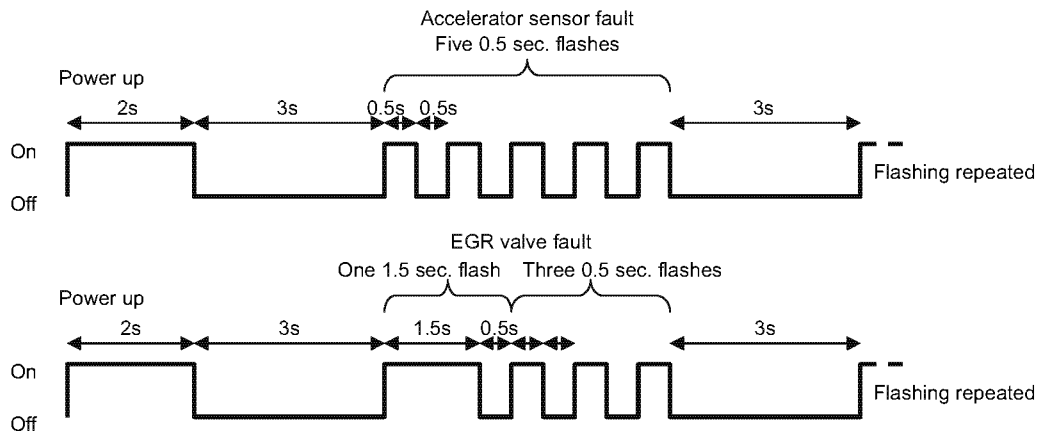 Accelerator sensor fault
Five 0.5 sec. flashes
Power up
2s 3s 0.5s 0.5s 3s
On
Flashing repeated
Off
EGR valve fault
One 1.5 sec. flash Three 0.5 sec. flashes
Power up
2s 3s 1.5s 0.5s 3s
On
Flashing repeated
Off